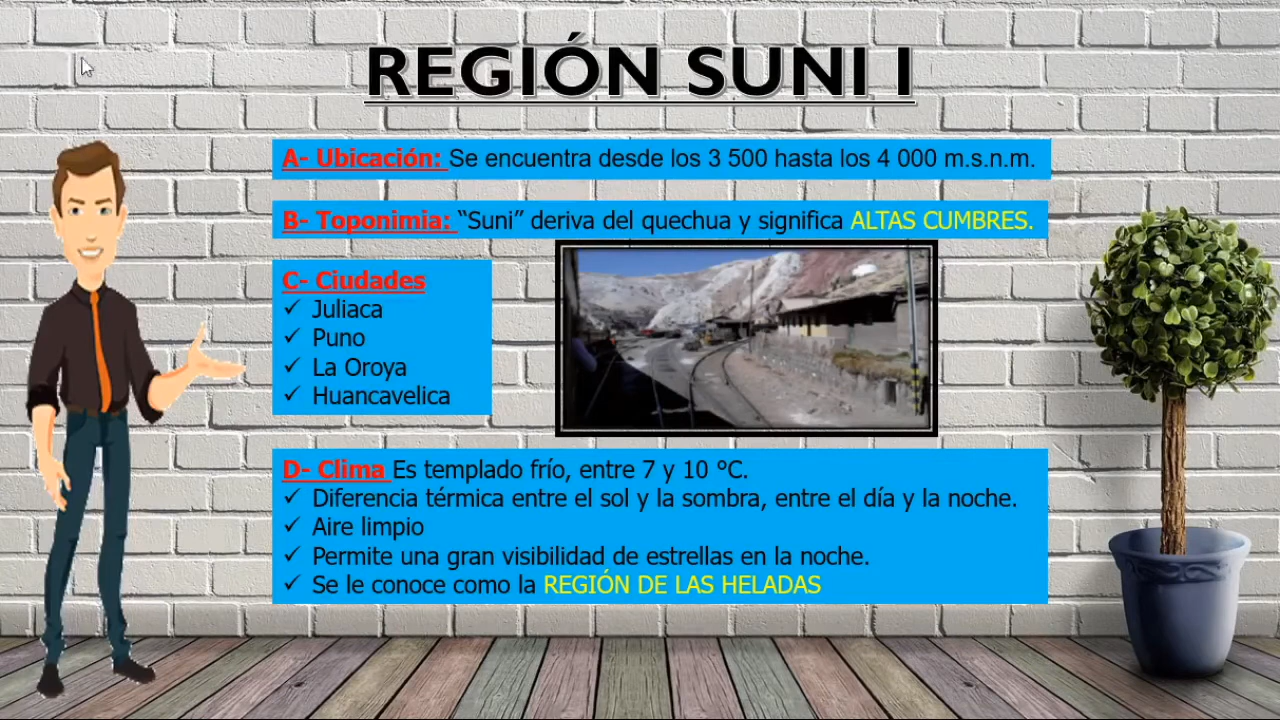 REGIÓN SUNI I
A- Ubicación: Se encuentra desde los 3 500 hasta los 4 000 m.s.n.m.
B- Toponimia: “Suni” deriva del quechua y significa ALTAS CUMBRES.
C- Ciudades
✓ Juliaca
✓ Puno
✓ La Oroya
✓ Huancavelica
D- Clima Es templado frío, entre 7 y 10 °C.
✓ Diferencia térmica entre el sol y la sombra, entre el día y la noche.
✓ Aire limpio
✓ Permite una gran visibilidad de estrellas en la noche.
✓ Se le conoce como la REGIÓN DE LAS HELADAS